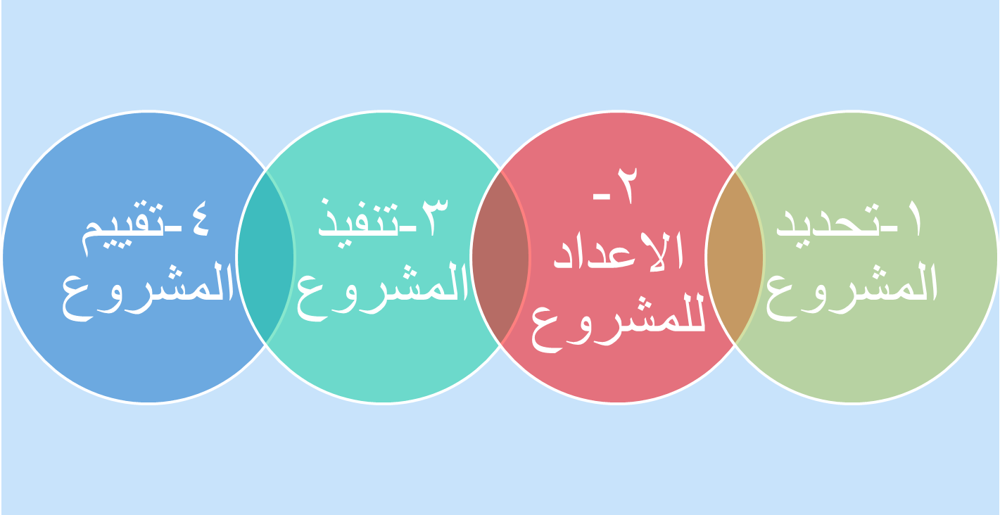 ١-تحديد
المشروع
٢-
الاعداد
للمشروع
٣-تنفيذ
المشروع
٤-تقييم
المشروع